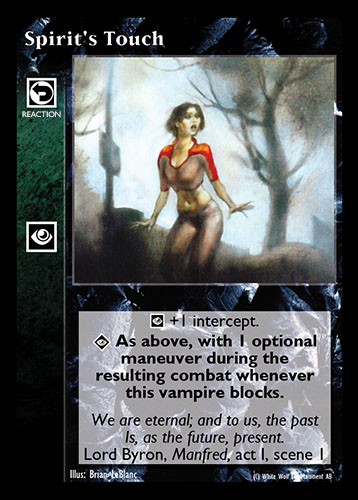 Spirit's Touch
REACTION
+1 intercept.
As above, with 1 optional
maneuver during the
resulting combat whenever
this vampire blocks.
We are eternal; and to us, the past
Is, as the future, present.
Lord Byron, Manfred, act I, scene 1
Illus: Brian LeBlanc
(C) White Wolf Entertainment AB